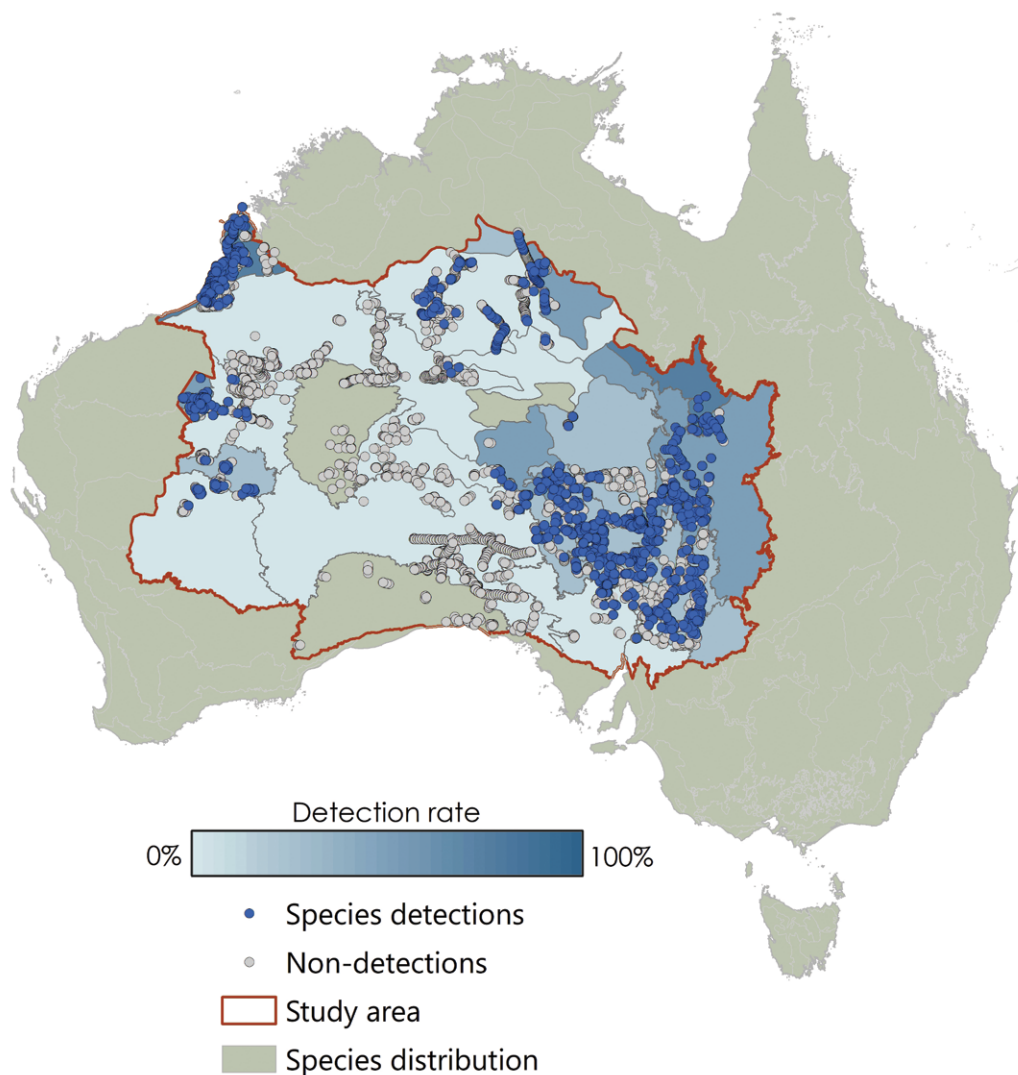 Detection rate
0% 100%
Species detections
Non-detections
Study area
Species distribution